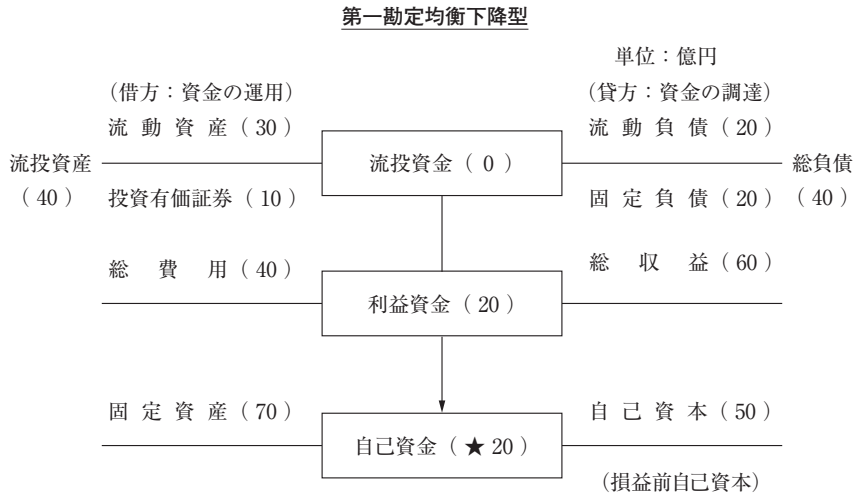 第一勘定均衡下降型
単位：億円
（借方：資金の運用）
（貸方：資金の調達）
流動資産（30）
流動負債（20）
流投資産
（40）
流投資金（ 0 ）
総負債
（40）
投資有価証券（10）
固定負債（20）
総費用（40）
総収益（60）
利益資金（20）
固定資産（70）
自己資本（50）
自己資金（ ★ 20 ）
（損益前自己資本）